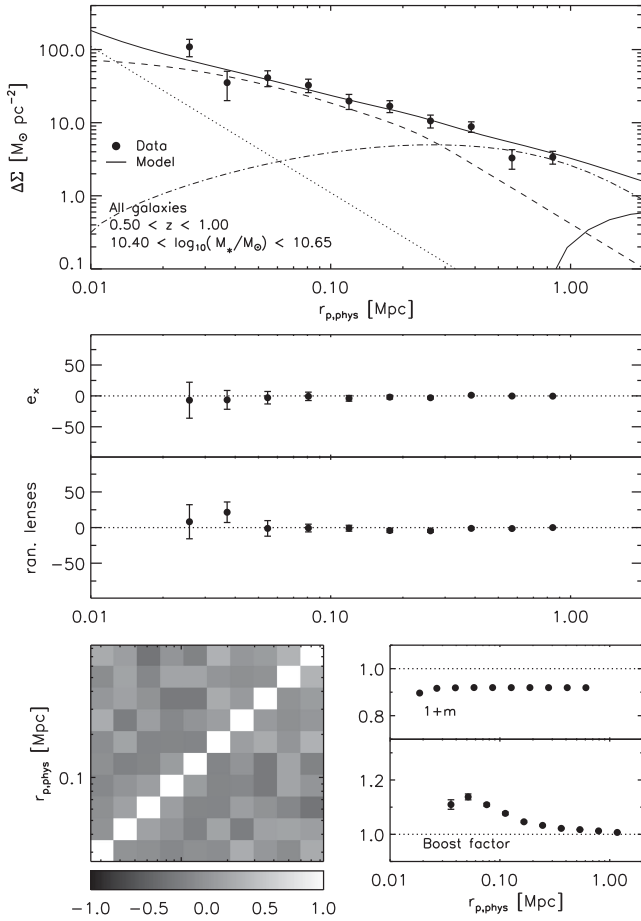 100.0
10.0
1.0
0.1
ΔΣ [M⊙ pc⁻²]
Data
Model
All galaxies
0.50 < z < 1.00
10.40 < log₁₀(M*/M⊙) < 10.65
0.01 0.10 1.00
r_p,phys [Mpc]
50
0
−50
e_x
50
0
−50
ran. lenses
0.01 0.10 1.00
r_p,phys [Mpc]
0.1
−1.0 −0.5 0.0 0.5 1.0
1.0
0.8
1+m
1.2
1.0
Boost factor
0.01 0.10 1.00
r_p,phys [Mpc]